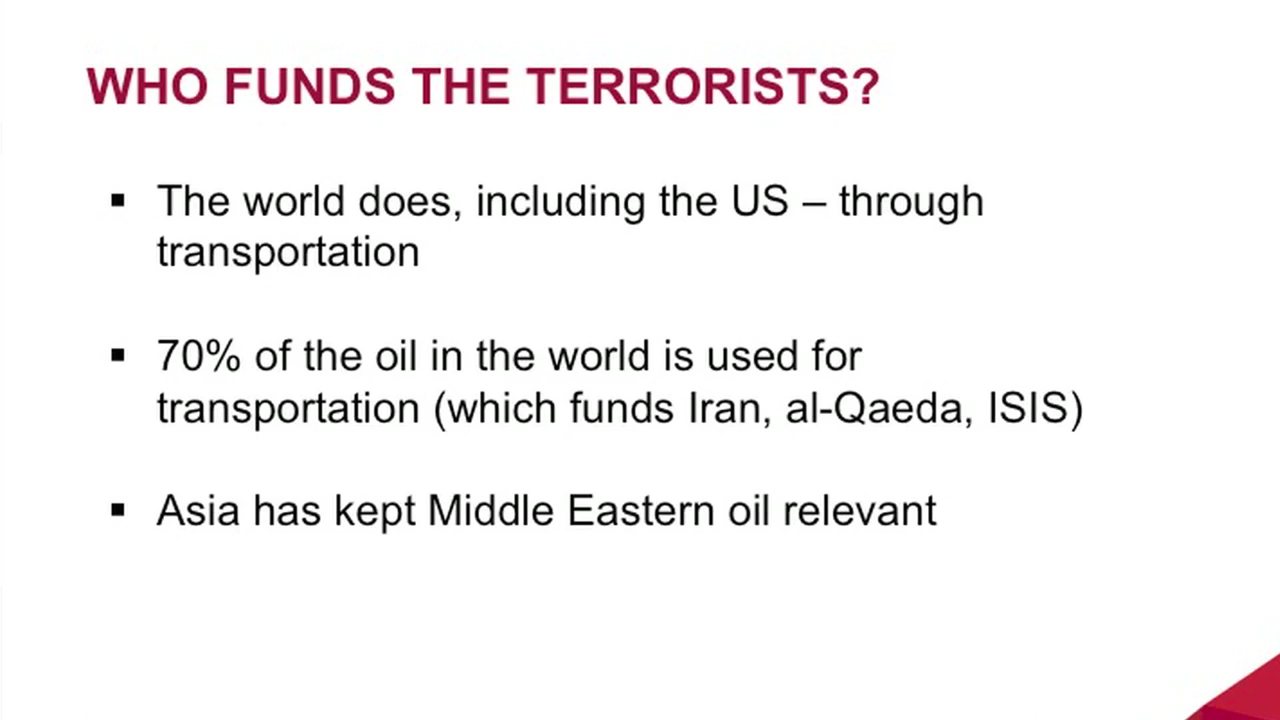 WHO FUNDS THE TERRORISTS?
▪ The world does, including the US – through
transportation
▪ 70% of the oil in the world is used for
transportation (which funds Iran, al-Qaeda, ISIS)
▪ Asia has kept Middle Eastern oil relevant